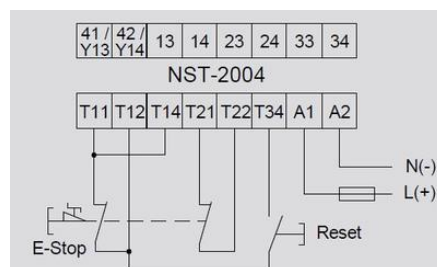 41 / 42 / 13 14 23 24 33 34
Y13 Y14
NST-2004
T11 T12 T14 T21 T22 T34 A1 A2
N(-)
L(+)
E-Stop
Reset